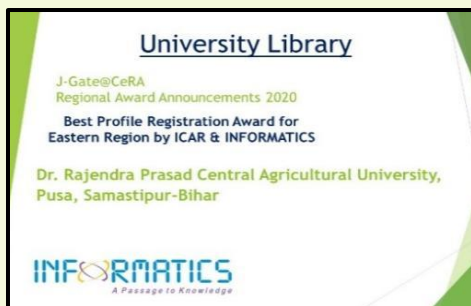 University Library
J-Gate@CeRA
Regional Award Announcements 2020
Best Profile Registration Award for
Eastern Region by ICAR & INFORMATICS
Dr. Rajendra Prasad Central Agricultural University,
Pusa, Samastipur-Bihar
INFORMATICS
A Passage to Knowledge